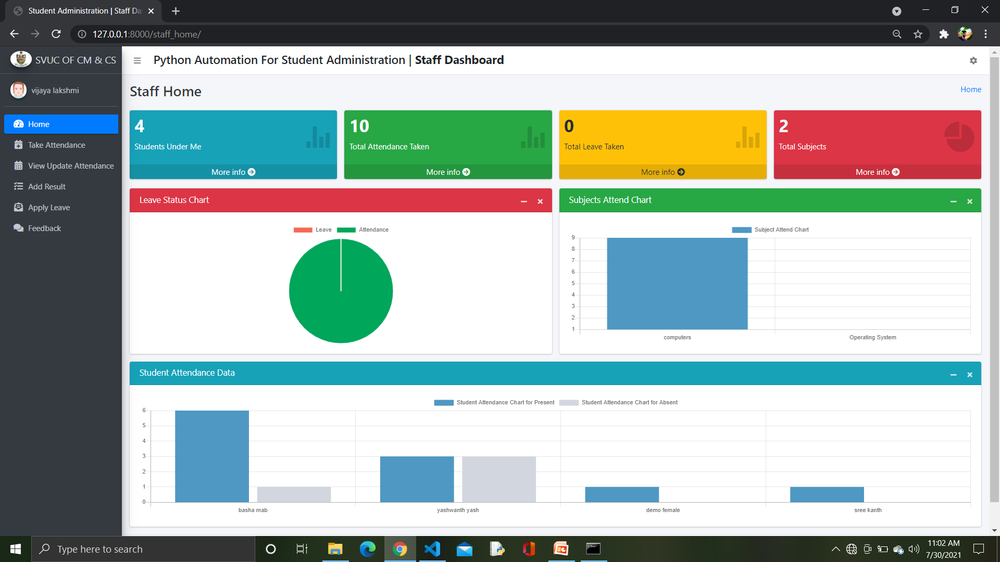 Student Administration | Staff Da
127.0.0.1:8000/staff_home/
SVUC OF CM & CS
Python Automation For Student Administration | Staff Dashboard
vijaya lakshmi
Home
Take Attendance
View Update Attendance
Add Result
Apply Leave
Feedback
Staff Home
Home
4
Students Under Me
More info
10
Total Attendance Taken
More info
0
Total Leave Taken
More info
2
Total Subjects
More info
Leave Status Chart
Leave Attendance
Subjects Attend Chart
Subject Attend Chart
9
8
7
6
5
4
3
2
1
computers Operating System
Student Attendance Data
Student Attendance Chart for Present Student Attendance Chart for Absent
6
5
4
3
2
1
0
basha mab yashwanth yash demo female sree kanth
Type here to search
11:02 AM
7/30/2021